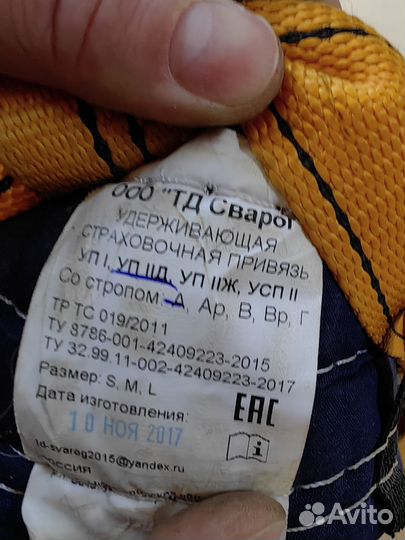 ООО "ТД Сварог"
УДЕРЖИВАЮЩАЯ
СТРАХОВОЧНАЯ ПРИВЯЗЬ
УП I, УП IIД, УП IIЖ, УСП II
Со стропом А, Ар, В, Вр, Г
ТР ТС 019/2011
ТУ 8786-001-42409223-2015
ТУ 32.99.11-002-42409223-2017
Размер: S, M, L
Дата изготовления:
10 НОЯ 2017
EAC
i
td-svarog2015@yandex.ru
РОССИЯ
Avito